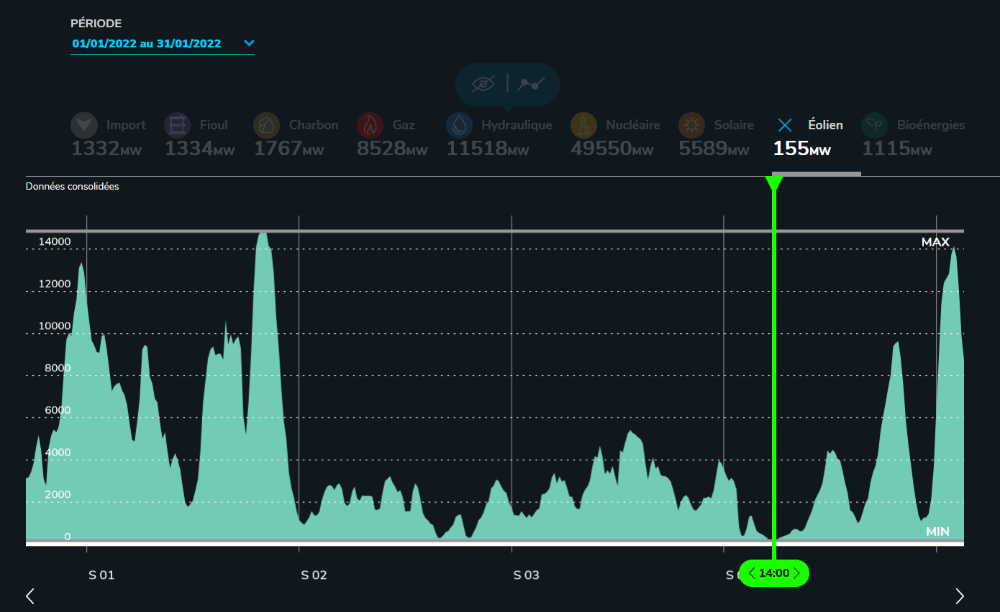 PÉRIODE
01/01/2022 au 31/01/2022
Import Fioul Charbon Gaz Hydraulique Nucléaire Solaire Éolien Bioénergies
1332MW 1334MW 1767MW 8528MW 11518MW 49550MW 5589MW 155MW 1115MW
Données consolidées
14000 MAX
12000
10000
8000
6000
4000
2000
0 MIN
S 01 S 02 S 03 S 14:00